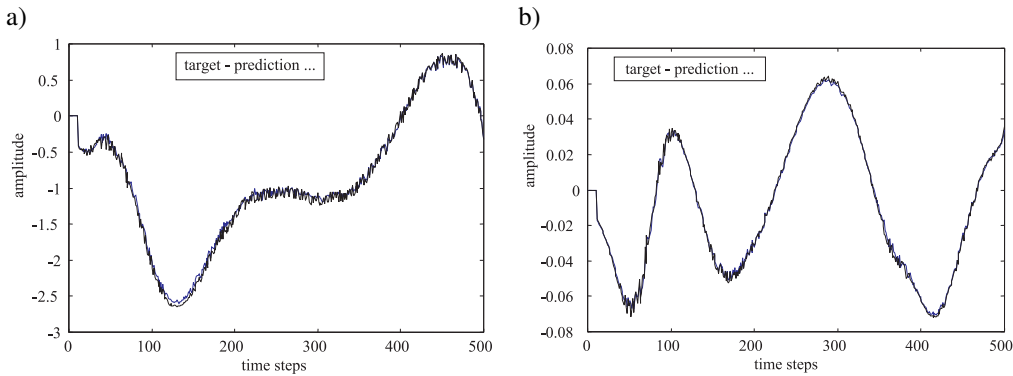 a)
target - prediction ...
amplitude
1
0.5
0
-0.5
-1
-1.5
-2
-2.5
-3
0 100 200 300 400 500
time steps
b)
target - prediction ...
amplitude
0.08
0.06
0.04
0.02
0
-0.02
-0.04
-0.06
-0.08
0 100 200 300 400 500
time steps